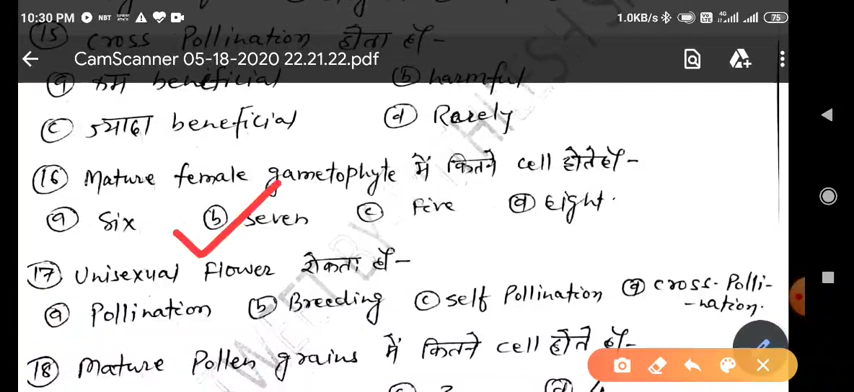 10:30 PM NBT 1.0KB/s 4G 75
⑮ Cross Pollination होता हैं-
CamScanner 05-18-2020 22.21.22.pdf
ⓐ कम beneficial ⓑ harmful
ⓒ ज्यादा beneficial ⓓ Rarely
⑯ Mature female gametophyte में कितने cell होते हैं-
ⓐ Six ⓑ Seven ⓒ Five ⓓ Eight.
⑰ Unisexual Flower रोकता हैं-
ⓐ Pollination ⓑ Breeding ⓒ self Pollination ⓓ cross-Polli-
-nation.
⑱ Mature Pollen grains में कितने cell होते हैं-